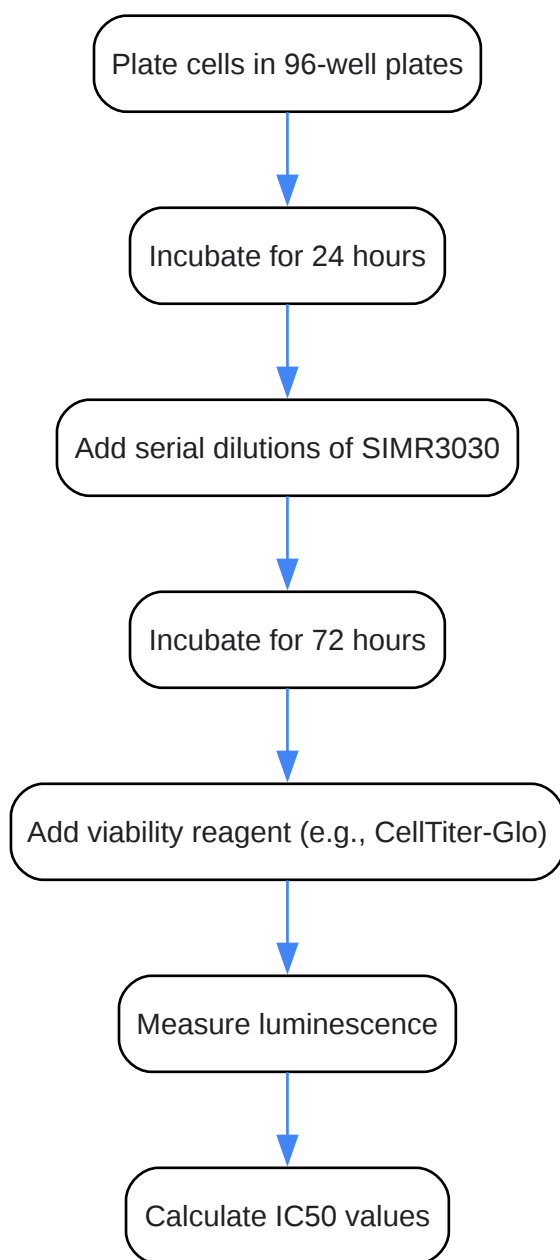 Plate cells in 96-well plates
Incubate for 24 hours
Add serial dilutions of SIMR3030
Incubate for 72 hours
Add viability reagent (e.g., CellTiter-Glo)
Measure luminescence
Calculate IC50 values